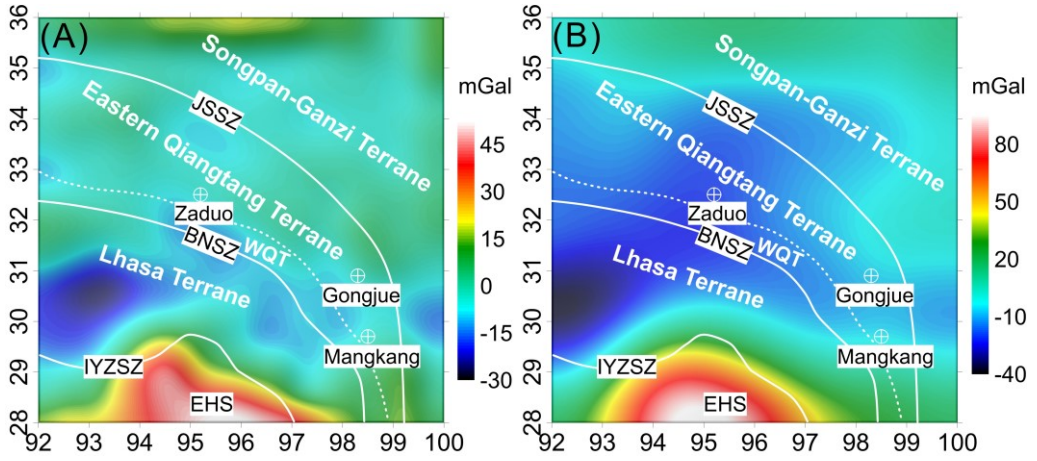 (A)
36
35
34
33
32
31
30
29
28
92
93
94
95
96
97
98
99
100
Songpan-Ganzi Terrane
JSSZ
Eastern Qiangtang Terrane
Zaduo
BNSZ
WQT
Lhasa Terrane
Gongjue
Mangkang
IYZSZ
EHS
mGal
45
30
15
0
-15
-30
(B)
36
35
34
33
32
31
30
29
28
92
93
94
95
96
97
98
99
100
Songpan-Ganzi Terrane
JSSZ
Eastern Qiangtang Terrane
Zaduo
BNSZ
WQT
Lhasa Terrane
Gongjue
Mangkang
IYZSZ
EHS
mGal
80
60
40
20
-10
-20
-40